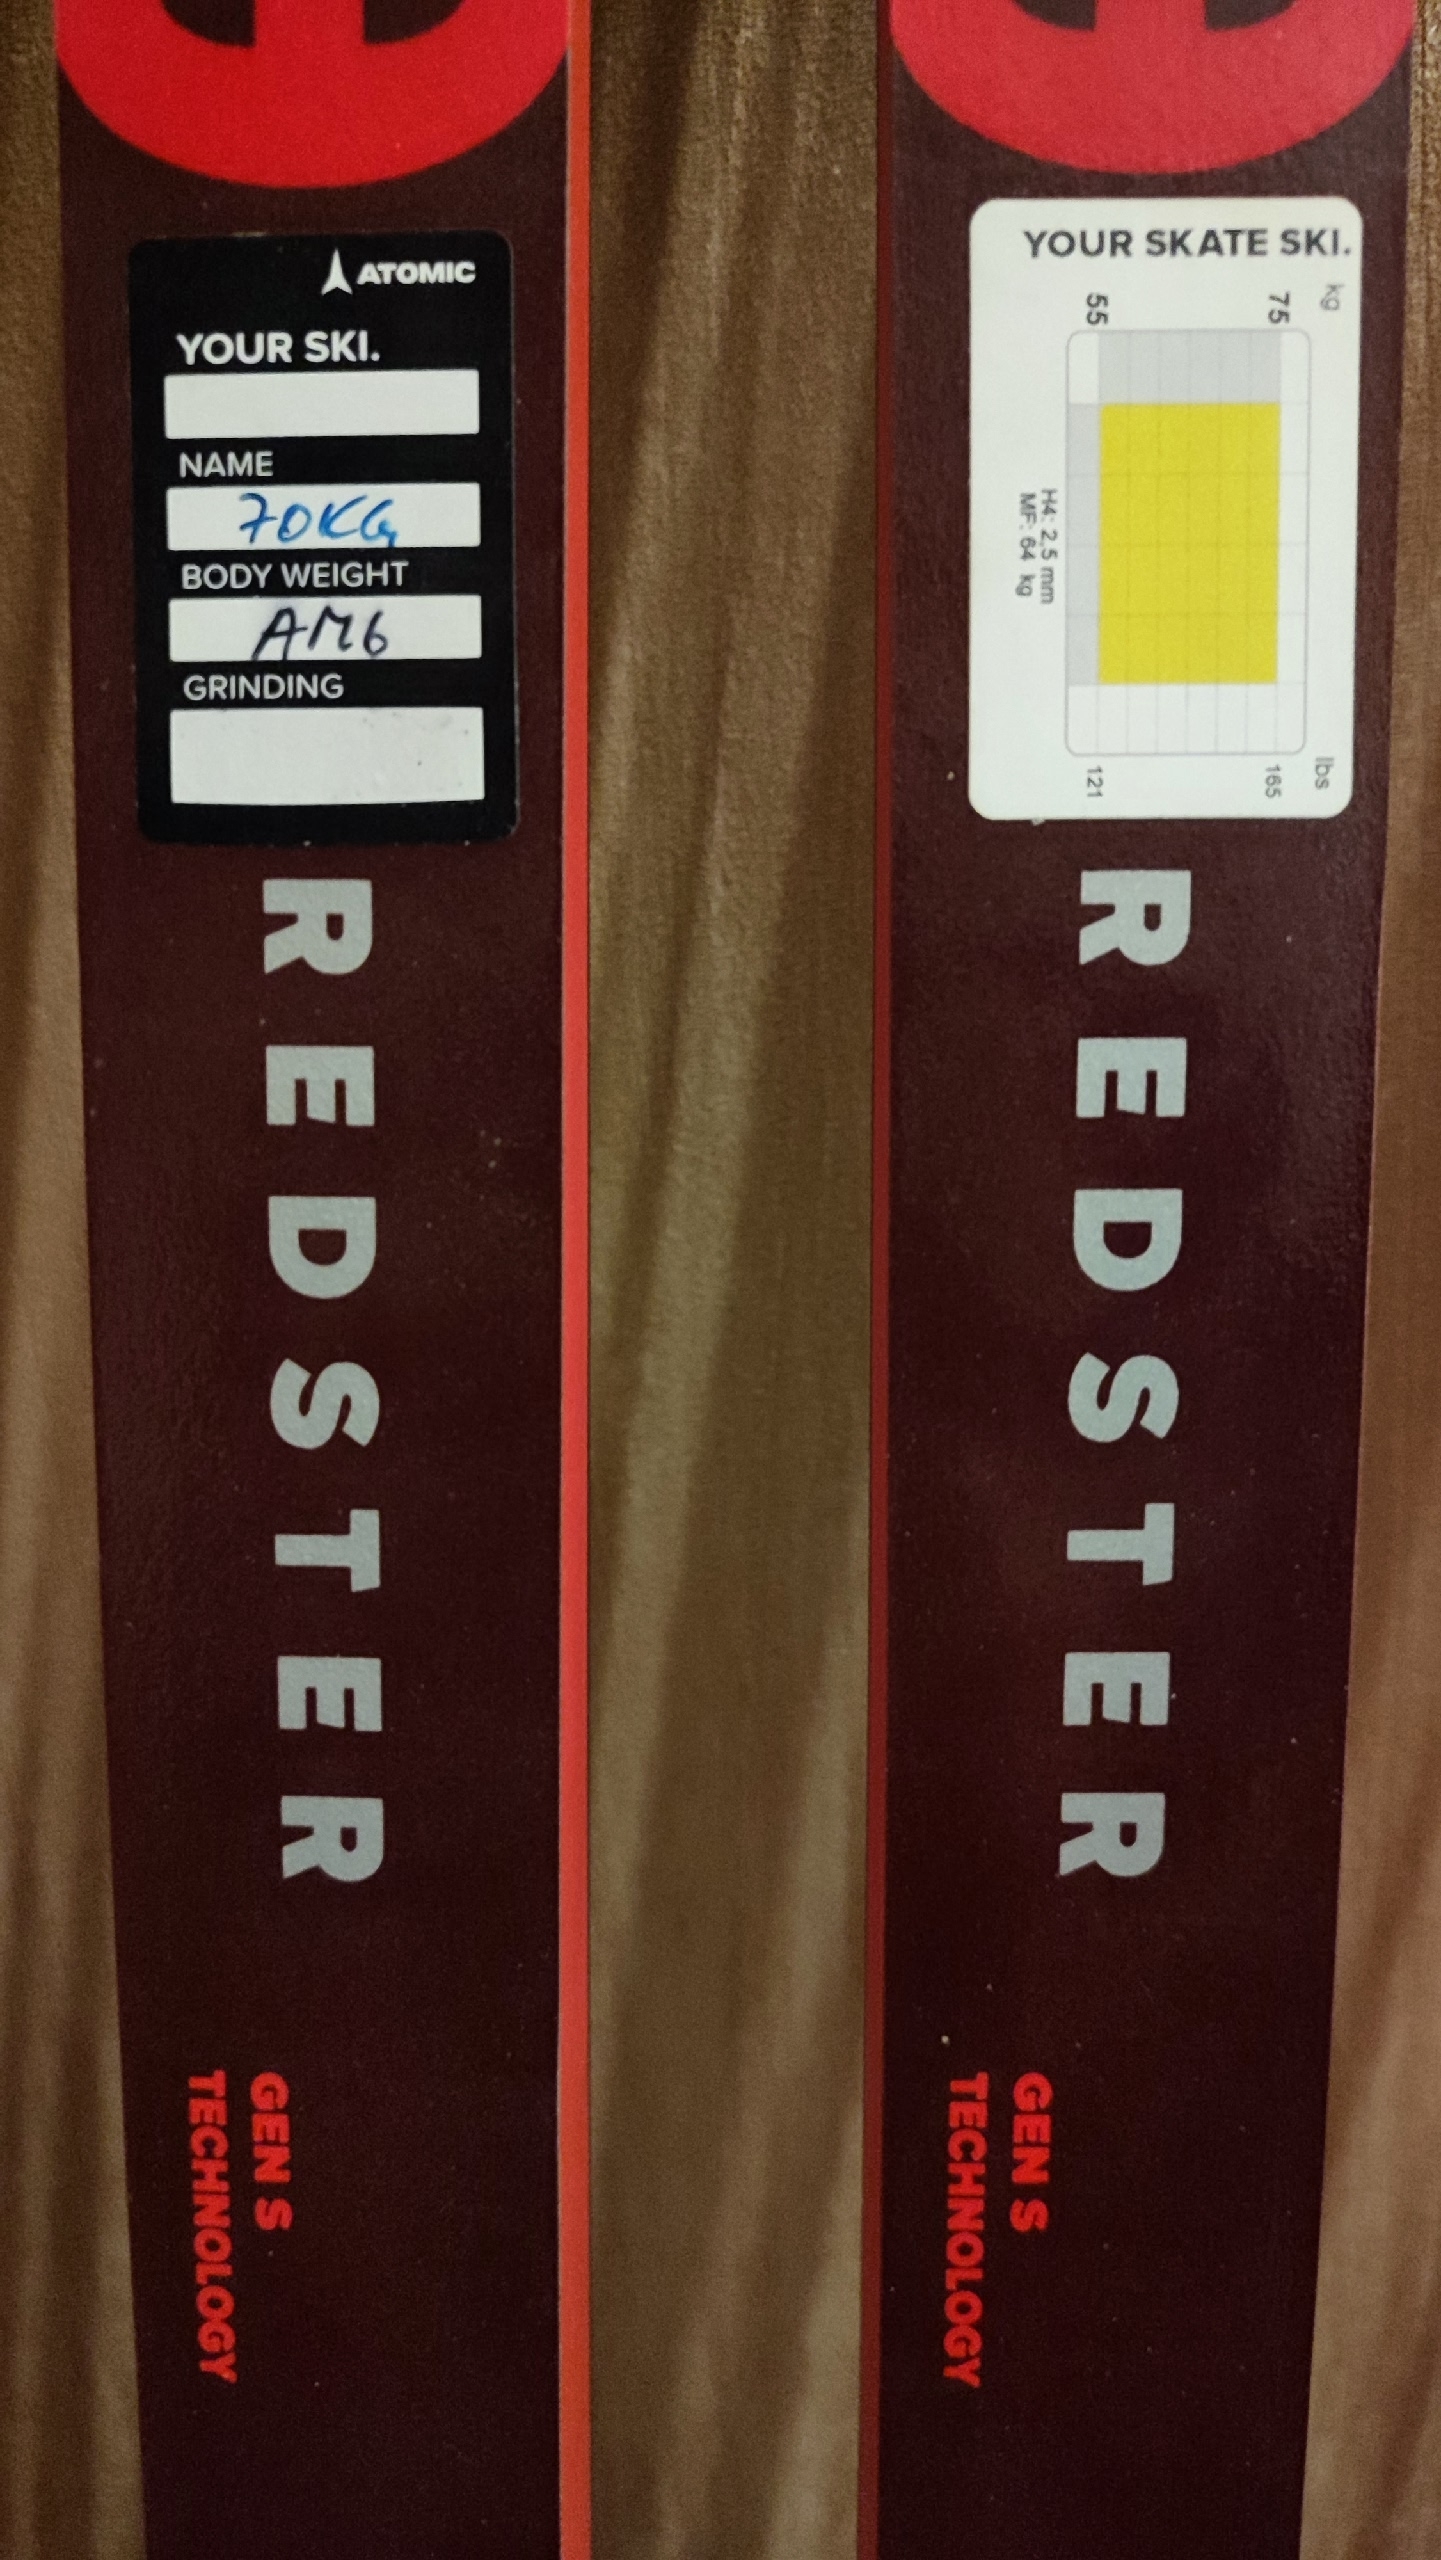 ATOMIC
YOUR SKI.
NAME
70KG
BODY WEIGHT
AM6
GRINDING
REDSTER
GEN S
TECHNOLOGY
YOUR SKATE SKI.
kg
75
55
H4: 2,5 mm
MF: 64 kg
lbs
165
121
REDSTER
GEN S
TECHNOLOGY